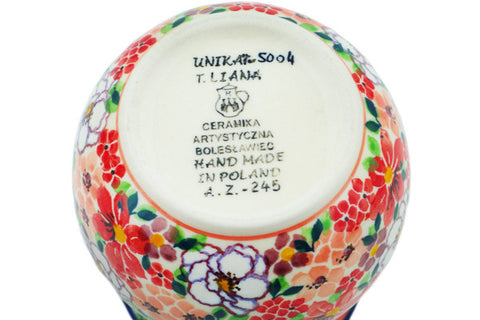 UNIKAT-5004
T. LIANA
CERAMIKA
ARTYSTYCZNA
BOLESŁAWIEC
HAND MADE
IN POLAND
A.Z.-245